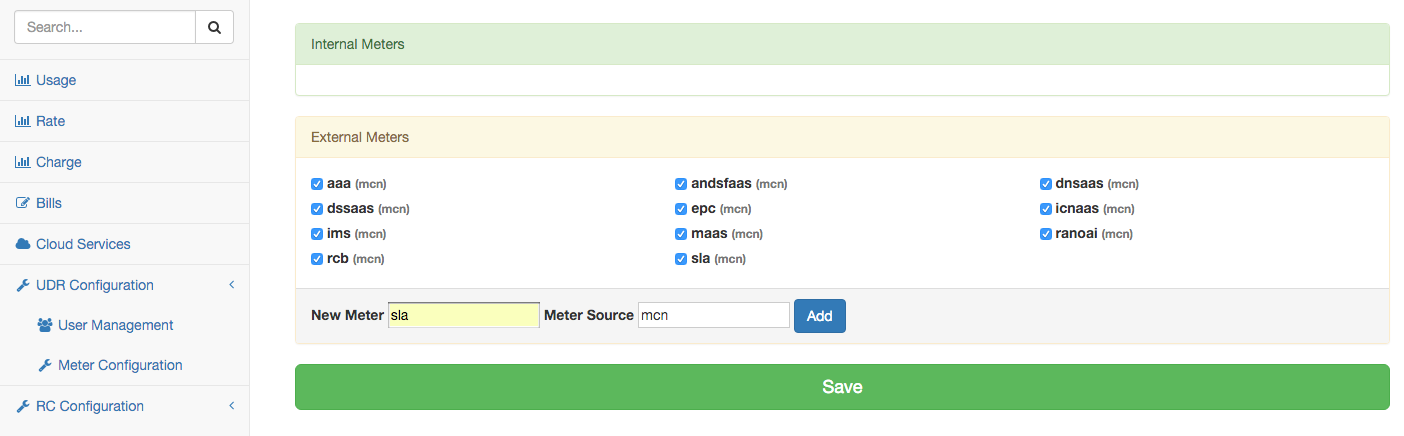 Search...
Usage
Rate
Charge
Bills
Cloud Services
UDR Configuration
User Management
Meter Configuration
RC Configuration
Internal Meters
External Meters
aaa (mcn) andsfaas (mcn) dnsaas (mcn)
dssaas (mcn) epc (mcn) icnaas (mcn)
ims (mcn) maas (mcn) ranoai (mcn)
rcb (mcn) sla (mcn)
New Meter sla Meter Source mcn Add
Save